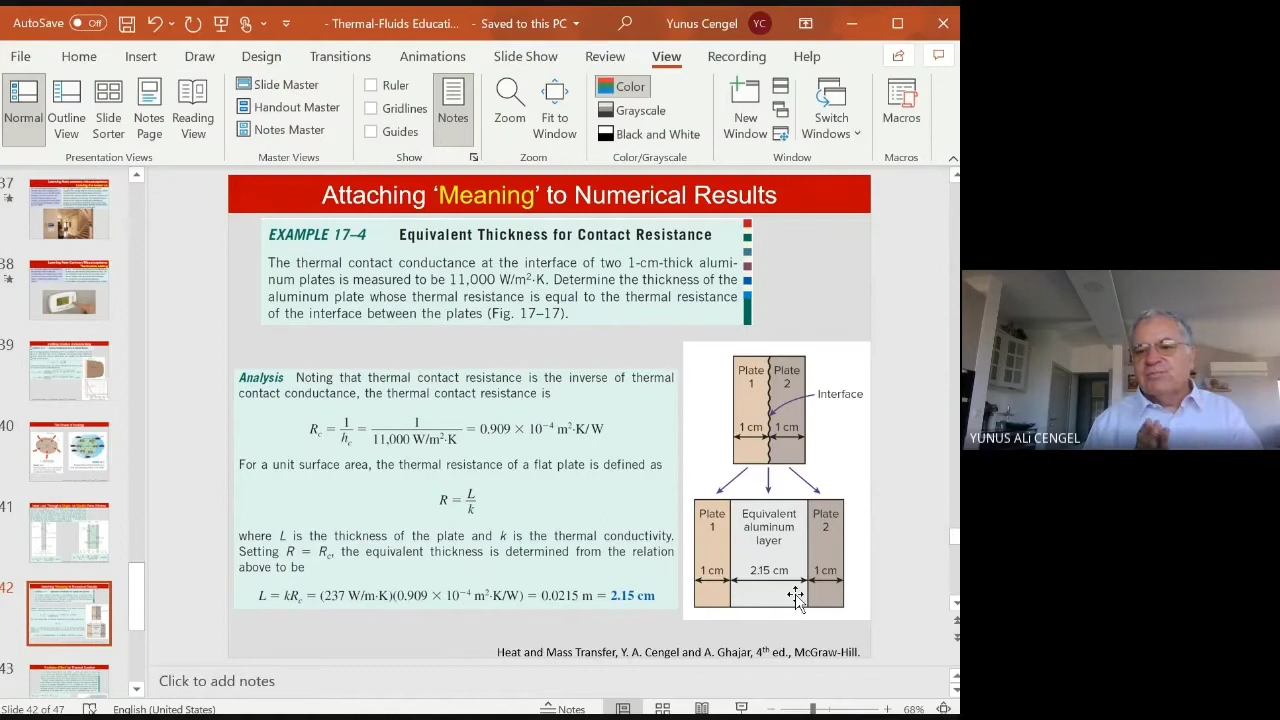 AutoSave Off
- Thermal-Fluids Educati... - Saved to this PC
Yunus Cengel YC
File Home Insert Draw Design Transitions Animations Slide Show Review View Recording Help
Normal
Outline View
Slide Sorter
Notes Page
Reading View
Presentation Views
Slide Master
Handout Master
Notes Master
Master Views
Ruler
Gridlines
Guides
Show
Notes
Zoom
Fit to Window
Zoom
Color
Grayscale
Black and White
Color/Grayscale
New Window
Switch Windows
Window
Macros
Macros
37
38
39
40
41
42
43
Attaching ‘Meaning’ to Numerical Results
EXAMPLE 17–4 Equivalent Thickness for Contact Resistance
The thermal contact conductance at the interface of two 1-cm-thick alumi-
num plates is measured to be 11,000 W/m²·K. Determine the thickness of the
aluminum plate whose thermal resistance is equal to the thermal resistance
of the interface between the plates (Fig. 17–17).
Analysis Noting that thermal contact resistance is the inverse of thermal
contact conductance, the thermal contact resistance is
R_c = 1/h_c = 1/(11,000 W/m²·K) = 0.909 × 10⁻⁴ m²·K/W
For a unit surface area, the thermal resistance of a flat plate is defined as
R = L/k
where L is the thickness of the plate and k is the thermal conductivity.
Setting R = R_c, the equivalent thickness is determined from the relation
above to be
L = kR_c = (237 W/m·K)(0.909 × 10⁻⁴ m²·K/W) = 0.0215 m = 2.15 cm
Plate 1
Plate 2
Interface
1 cm
1 cm
Plate 1
Equivalent aluminum layer
Plate 2
1 cm
2.15 cm
1 cm
Heat and Mass Transfer, Y. A. Cengel and A. Ghajar, 4th ed., McGraw-Hill.
Click to add notes
Slide 42 of 47
English (United States)
Notes
68%
YUNUS ALİ CENGEL